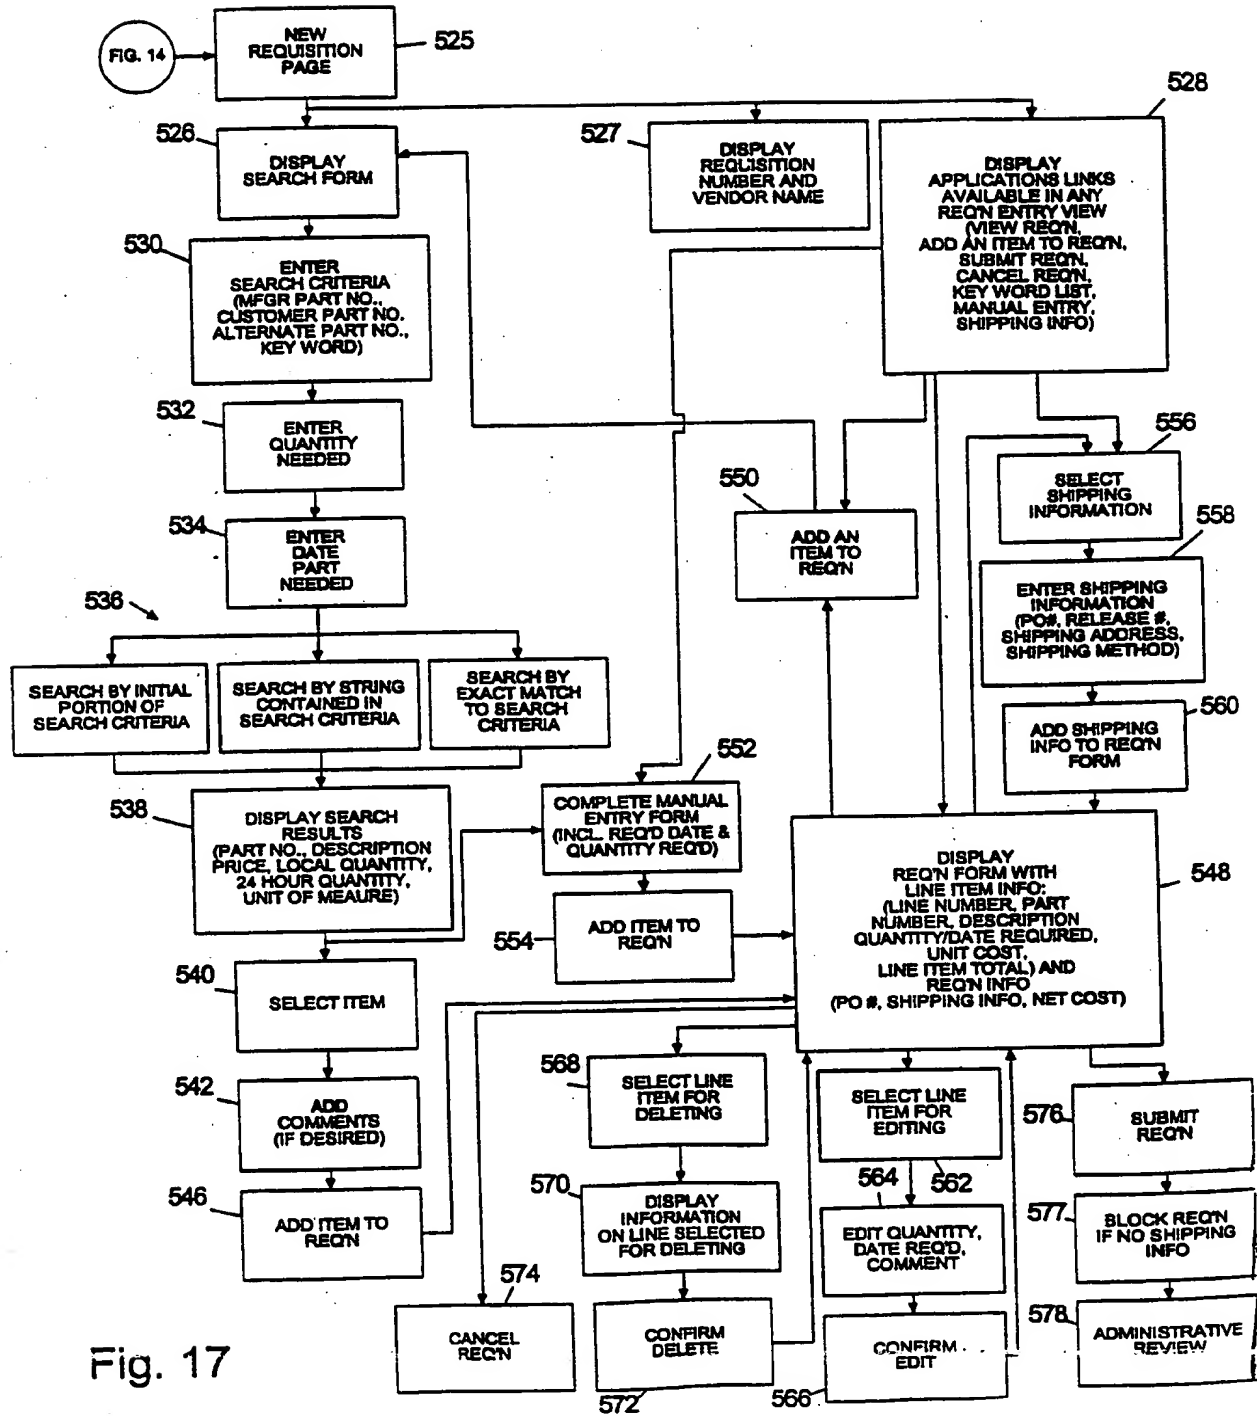 FIG. 14
NEW
REQUISITION
PAGE
525
526
DISPLAY
SEARCH FORM
527
DISPLAY
REQUISITION
NUMBER AND
VENDOR NAME
528
DISPLAY
APPLICATIONS LINKS
AVAILABLE IN ANY
REQ'N ENTRY VIEW
(VIEW REQ'N,
ADD AN ITEM TO REQ'N,
SUBMIT REQ'N,
CANCEL REQ'N,
KEY WORD LIST,
MANUAL ENTRY,
SHIPPING INFO)
530
ENTER
SEARCH CRITERIA
(MFGR PART NO.,
CUSTOMER PART NO.
ALTERNATE PART NO.,
KEY WORD)
532
ENTER
QUANTITY
NEEDED
534
ENTER
DATE
PART
NEEDED
536
SEARCH BY INITIAL
PORTION OF
SEARCH CRITERIA
SEARCH BY STRING
CONTAINED IN
SEARCH CRITERIA
SEARCH BY
EXACT MATCH
TO SEARCH
CRITERIA
538
DISPLAY SEARCH
RESULTS
(PART NO., DESCRIPTION
PRICE, LOCAL QUANTITY,
24 HOUR QUANTITY,
UNIT OF MEAURE)
540
SELECT ITEM
542
ADD
COMMENTS
(IF DESIRED)
546
ADD ITEM TO
REQ'N
550
ADD AN
ITEM TO
REQ'N
552
COMPLETE MANUAL
ENTRY FORM
(INCL. REQ'D DATE &
QUANTITY REQ'D)
554
ADD ITEM TO
REQ'N
556
SELECT
SHIPPING
INFORMATION
558
ENTER SHIPPING
INFORMATION
(PO#, RELEASE #,
SHIPPING ADDRESS,
SHIPPING METHOD)
560
ADD SHIPPING
INFO TO REQ'N
FORM
548
DISPLAY
REQ'N FORM WITH
LINE ITEM INFO:
(LINE NUMBER, PART
NUMBER, DESCRIPTION
QUANTITY/DATE REQUIRED,
UNIT COST,
LINE ITEM TOTAL) AND
REQ'N INFO
(PO #, SHIPPING INFO, NET COST)
568
SELECT LINE
ITEM FOR
DELETING
570
DISPLAY
INFORMATION
ON LINE SELECTED
FOR DELETING
572
CONFIRM
DELETE
574
CANCEL
REQ'N
SELECT LINE
ITEM FOR
EDITING
562
564
EDIT QUANTITY,
DATE REQ'D,
COMMENT
566
CONFIRM
EDIT
576
SUBMIT
REQ'N
577
BLOCK REQ'N
IF NO SHIPPING
INFO
578
ADMINISTRATIVE
REVIEW
Fig. 17